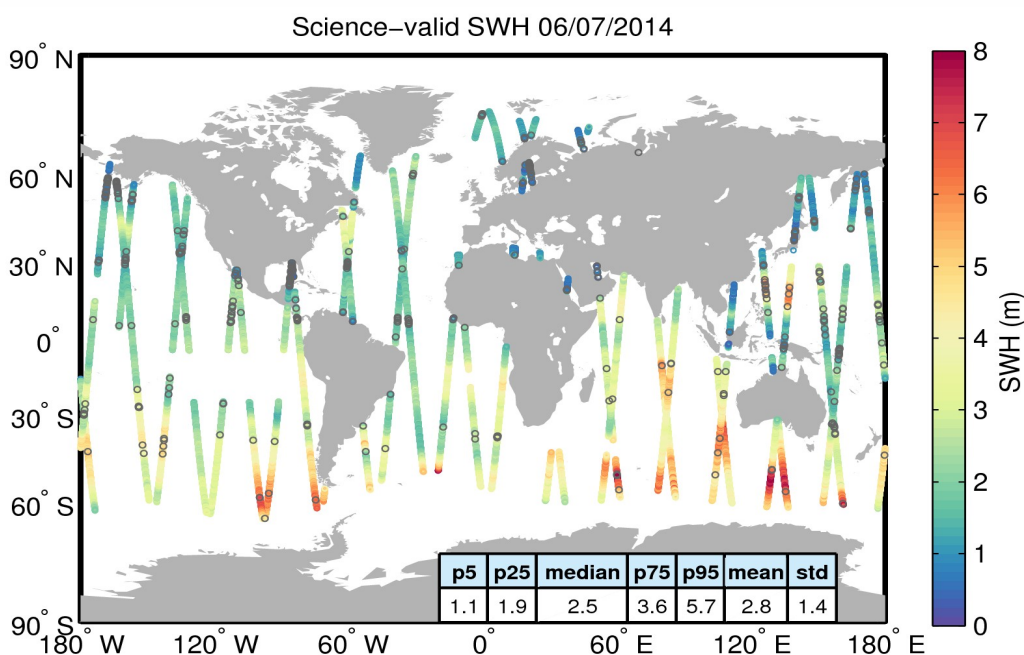 Science−valid SWH 06/07/2014
90° N
60° N
30° N
0°
30° S
60° S
90° S
180° W
120° W
60° W
0°
60° E
120° E
180° E
p5 p25 median p75 p95 mean std
1.1 1.9 2.5 3.6 5.7 2.8 1.4
8
7
6
5
4
3
2
1
0
SWH (m)